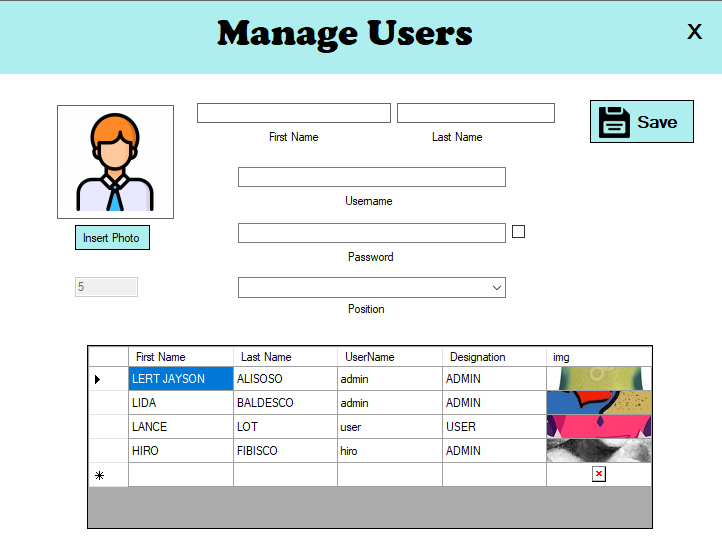 Manage Users X
Save
First Name Last Name
Username
Insert Photo
Password
5
Position
First Name Last Name UserName Designation img
LERT JAYSON ALISOSO admin ADMIN
LIDA BALDESCO admin ADMIN
LANCE LOT user USER
HIRO FIBISCO hiro ADMIN